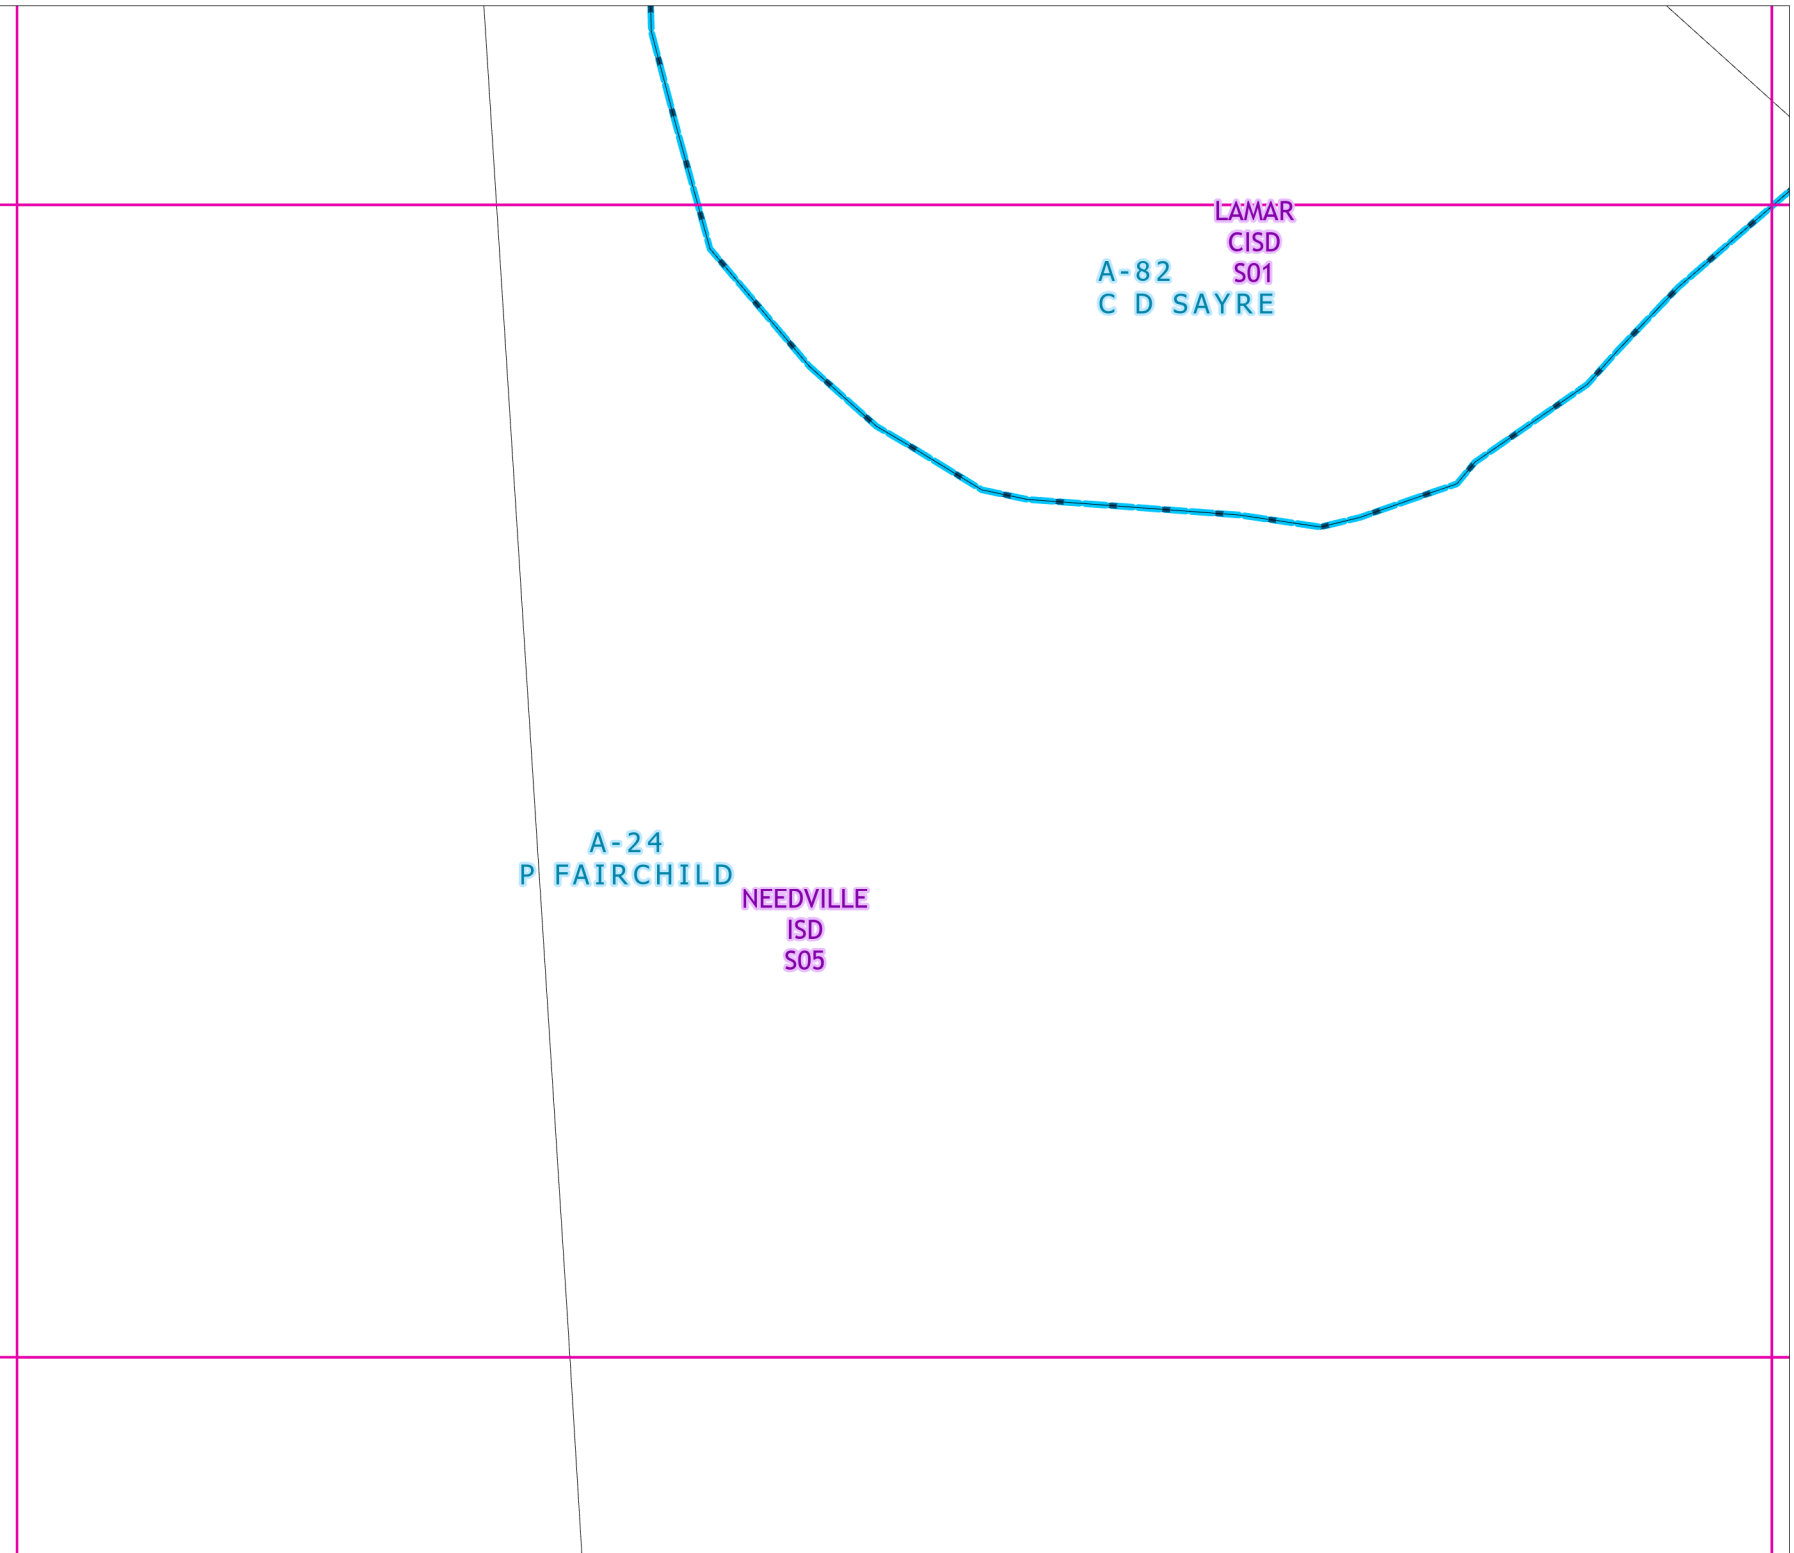 LAMAR
CISD
S01
A-82
C D SAYRE
A-24
P FAIRCHILD
NEEDVILLE
ISD
S05